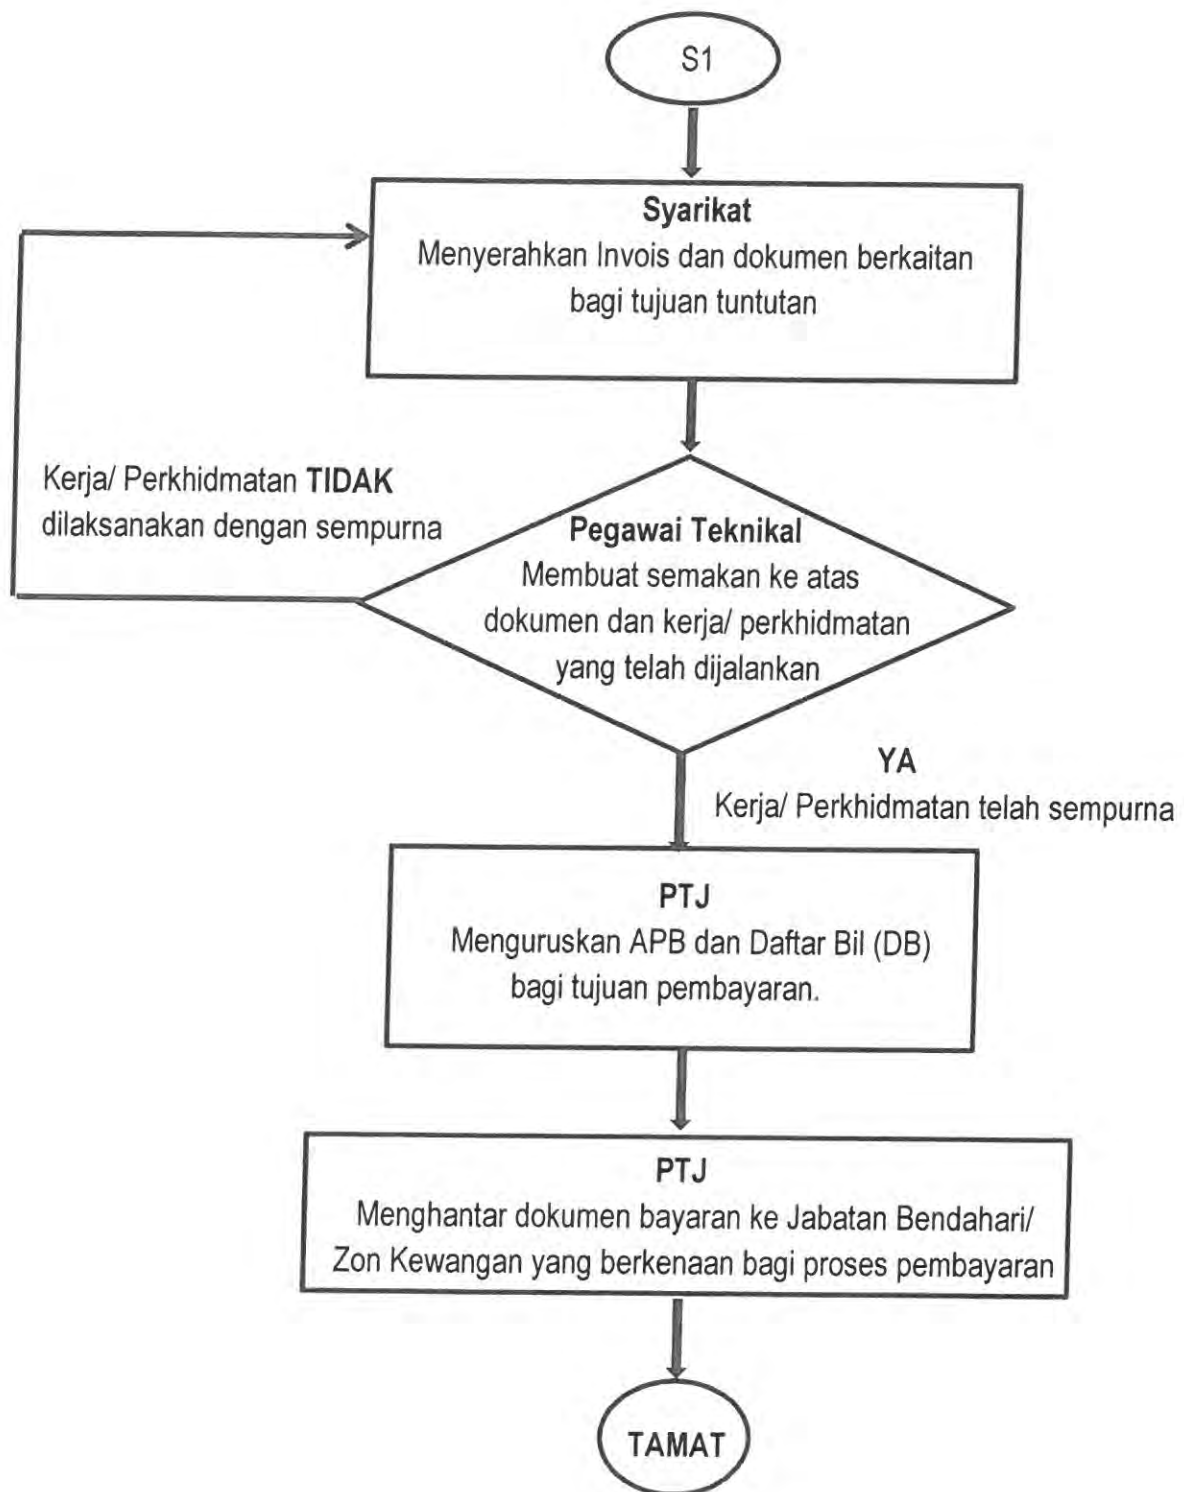 S1
Syarikat
Menyerahkan Invois dan dokumen berkaitan
bagi tujuan tuntutan
Kerja/ Perkhidmatan TIDAK
dilaksanakan dengan sempurna
Pegawai Teknikal
Membuat semakan ke atas
dokumen dan kerja/ perkhidmatan
yang telah dijalankan
YA
Kerja/ Perkhidmatan telah sempurna
PTJ
Menguruskan APB dan Daftar Bil (DB)
bagi tujuan pembayaran.
PTJ
Menghantar dokumen bayaran ke Jabatan Bendahari/
Zon Kewangan yang berkenaan bagi proses pembayaran
TAMAT